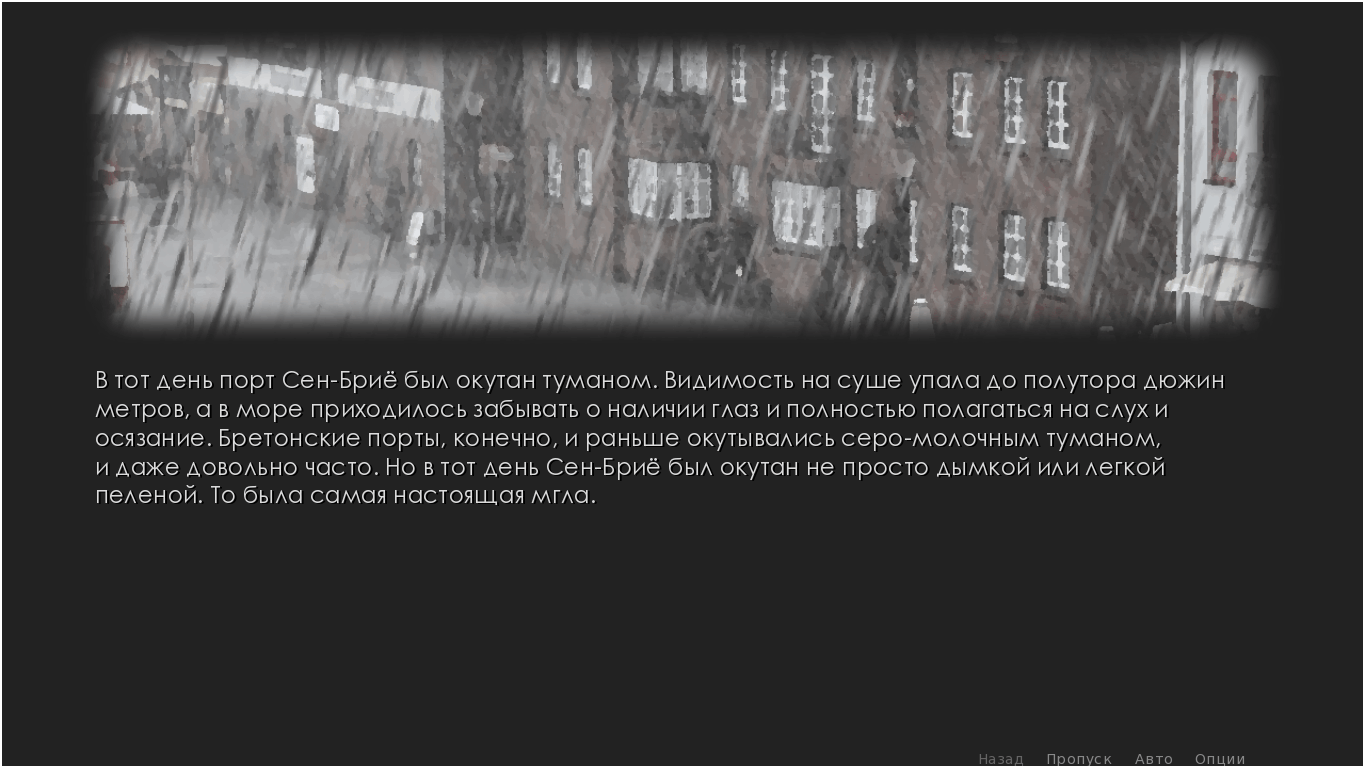 В тот день порт Сен-Бриё был окутан туманом. Видимость на суше упала до полутора дюжин
метров, а в море приходилось забывать о наличии глаз и полностью полагаться на слух и
осязание. Бретонские порты, конечно, и раньше окутывались серо-молочным туманом,
и даже довольно часто. Но в тот день Сен-Бриё был окутан не просто дымкой или легкой
пеленой. То была самая настоящая мгла.
Назад Пропуск Авто Опции